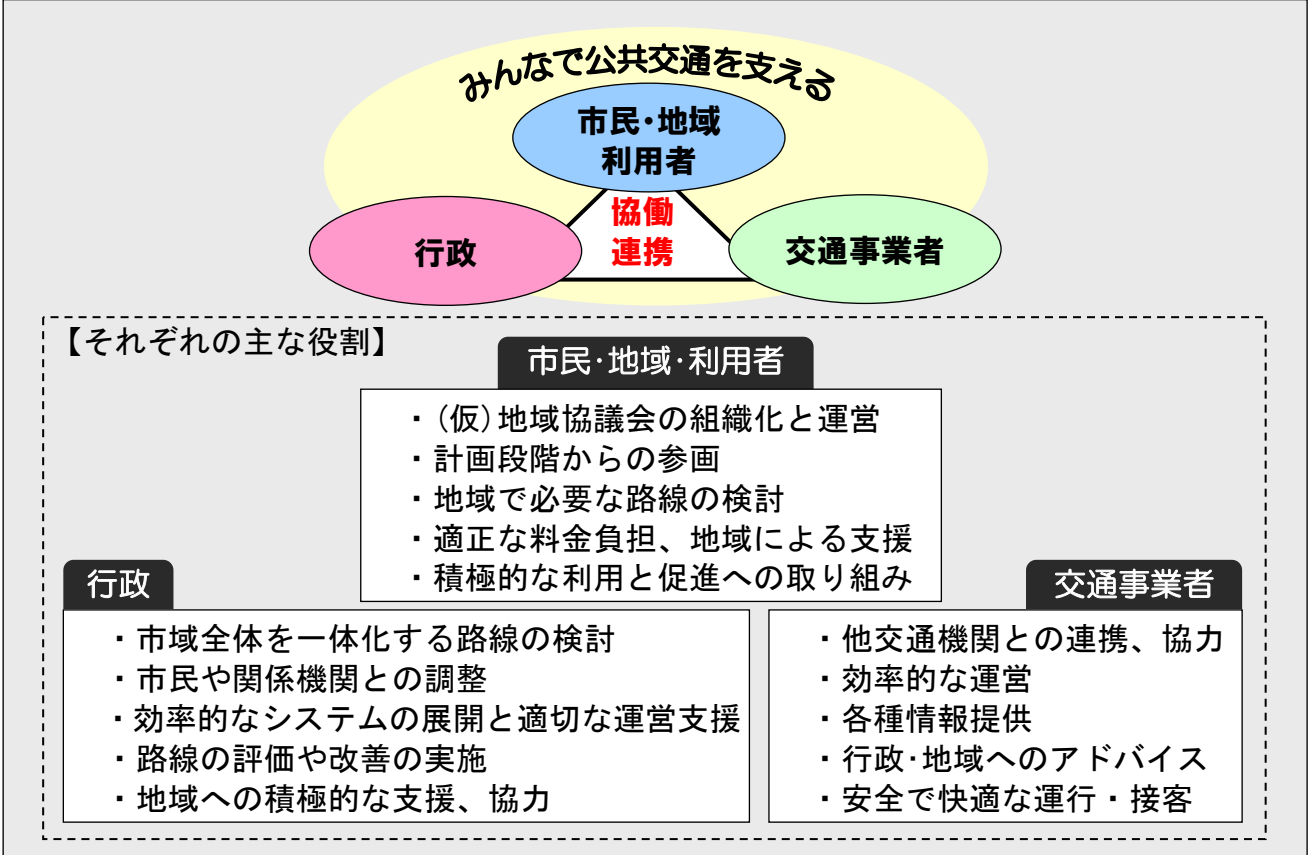 みんなで公共交通を支える
市民・地域
利用者
協働
連携
行政
交通事業者
【それぞれの主な役割】
市民・地域・利用者
・(仮)地域協議会の組織化と運営
・計画段階からの参画
・地域で必要な路線の検討
・適正な料金負担、地域による支援
・積極的な利用と促進への取り組み
行政
・市域全体を一体化する路線の検討
・市民や関係機関との調整
・効率的なシステムの展開と適切な運営支援
・路線の評価や改善の実施
・地域への積極的な支援、協力
交通事業者
・他交通機関との連携、協力
・効率的な運営
・各種情報提供
・行政・地域へのアドバイス
・安全で快適な運行・接客